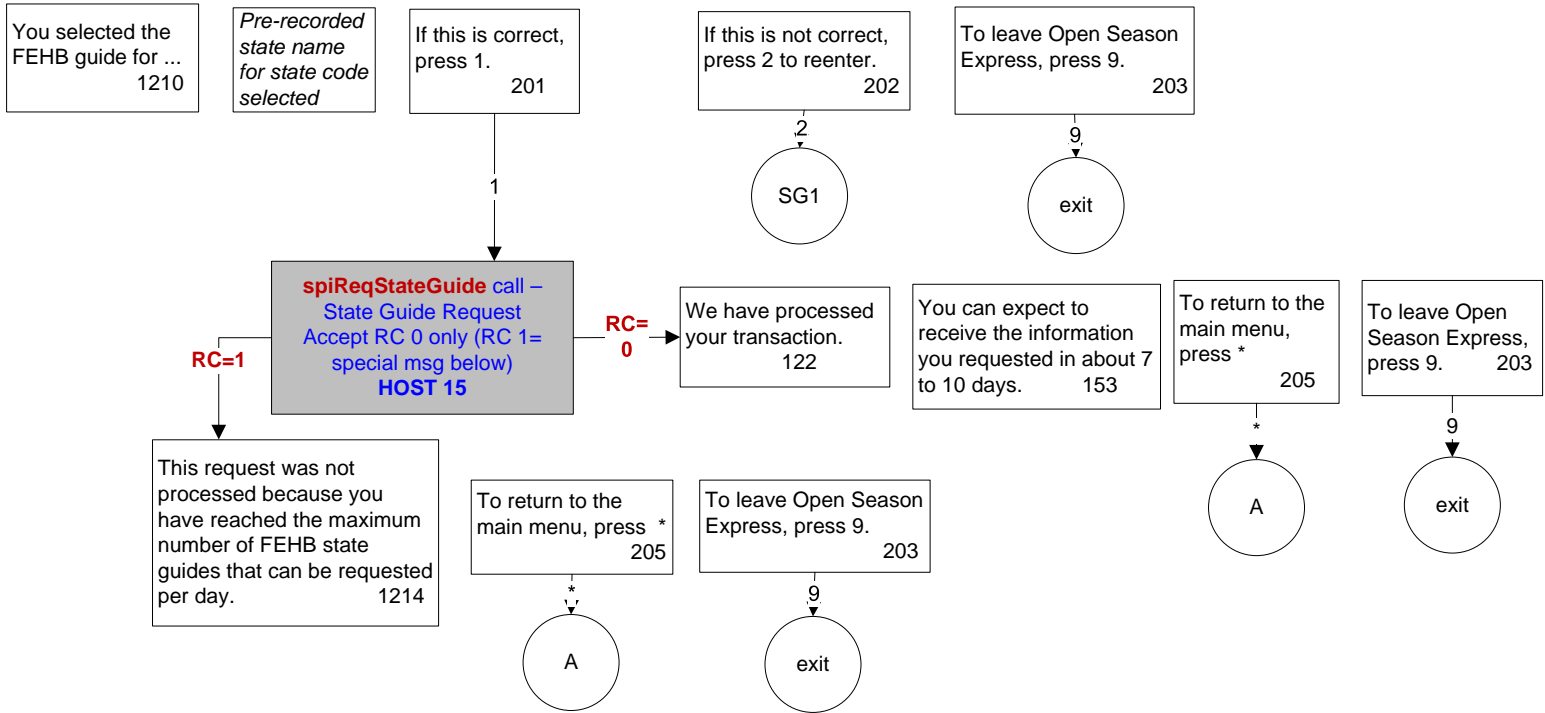 You selected the
FEHB guide for ...
1210
Pre-recorded
state name
for state code
selected
If this is correct,
press 1.
201
If this is not correct,
press 2 to reenter.
202
To leave Open Season
Express, press 9.
203
1
2
SG1
9
exit
spiReqStateGuide call –
State Guide Request
Accept RC 0 only (RC 1=
special msg below)
HOST 15
RC=1
RC=
0
We have processed
your transaction.
122
You can expect to
receive the information
you requested in about 7
to 10 days. 153
To return to the
main menu,
press *
205
To leave Open
Season Express,
press 9. 203
*
A
9
exit
This request was not
processed because you
have reached the maximum
number of FEHB state
guides that can be requested
per day. 1214
To return to the
main menu, press *
205
To leave Open Season
Express, press 9.
203
*
A
9
exit